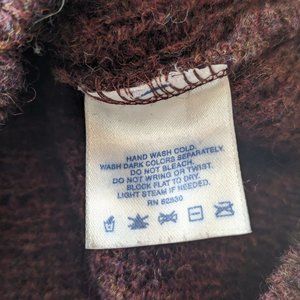 HAND WASH COLD.
WASH DARK COLORS SEPARATELY.
DO NOT BLEACH.
DO NOT WRING OR TWIST.
BLOCK FLAT TO DRY.
LIGHT STEAM IF NEEDED.
RN 62830